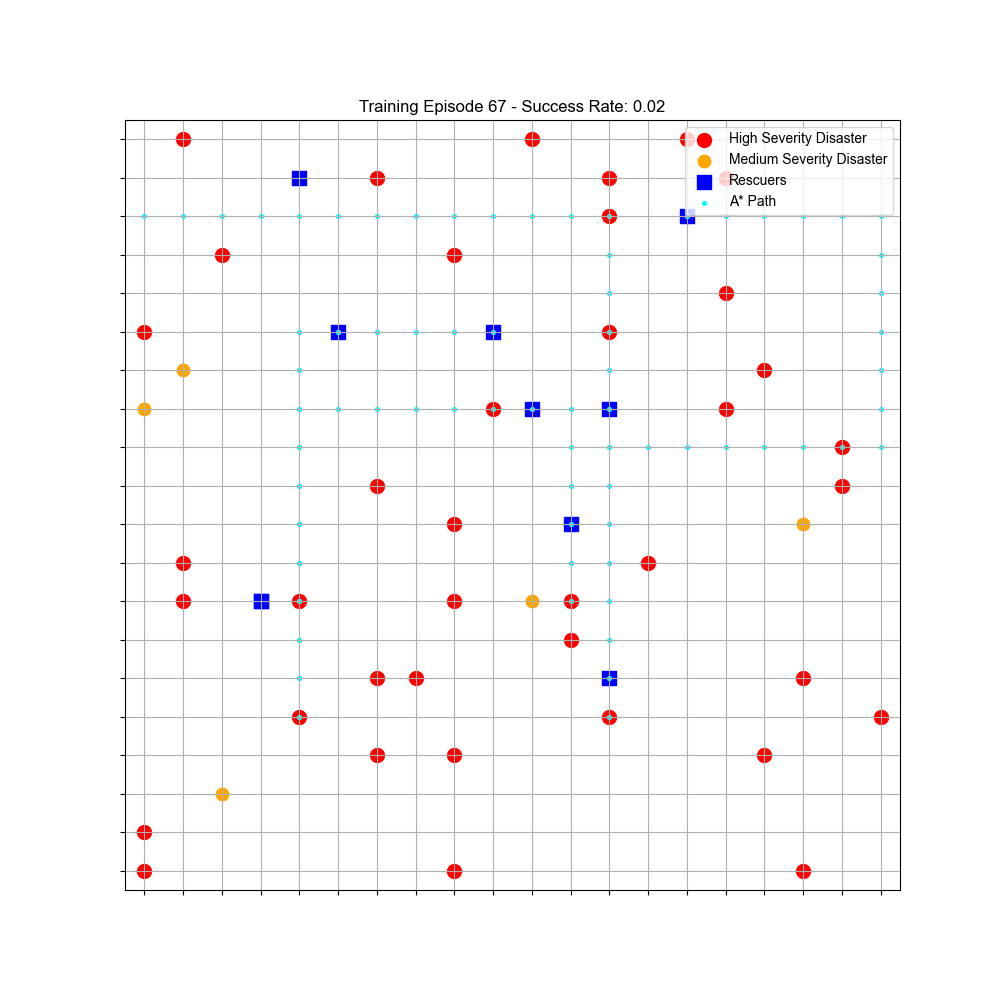 Training Episode 67 - Success Rate: 0.02
High Severity Disaster
Medium Severity Disaster
Rescuers
A* Path